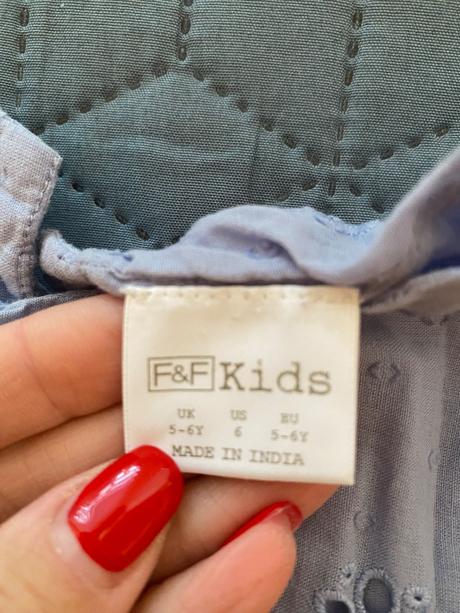 F&F Kids
UK US EU
5-6Y 6 5-6Y
MADE IN INDIA